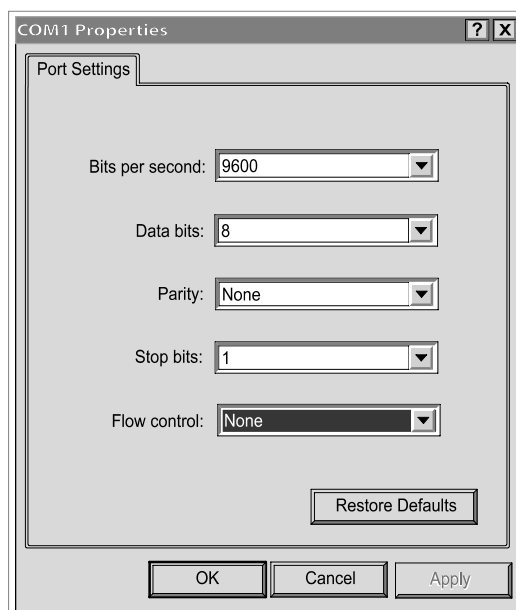 COM1 Properties ? X
Port Settings
Bits per second: 9600
Data bits: 8
Parity: None
Stop bits: 1
Flow control: None
Restore Defaults
OK Cancel Apply